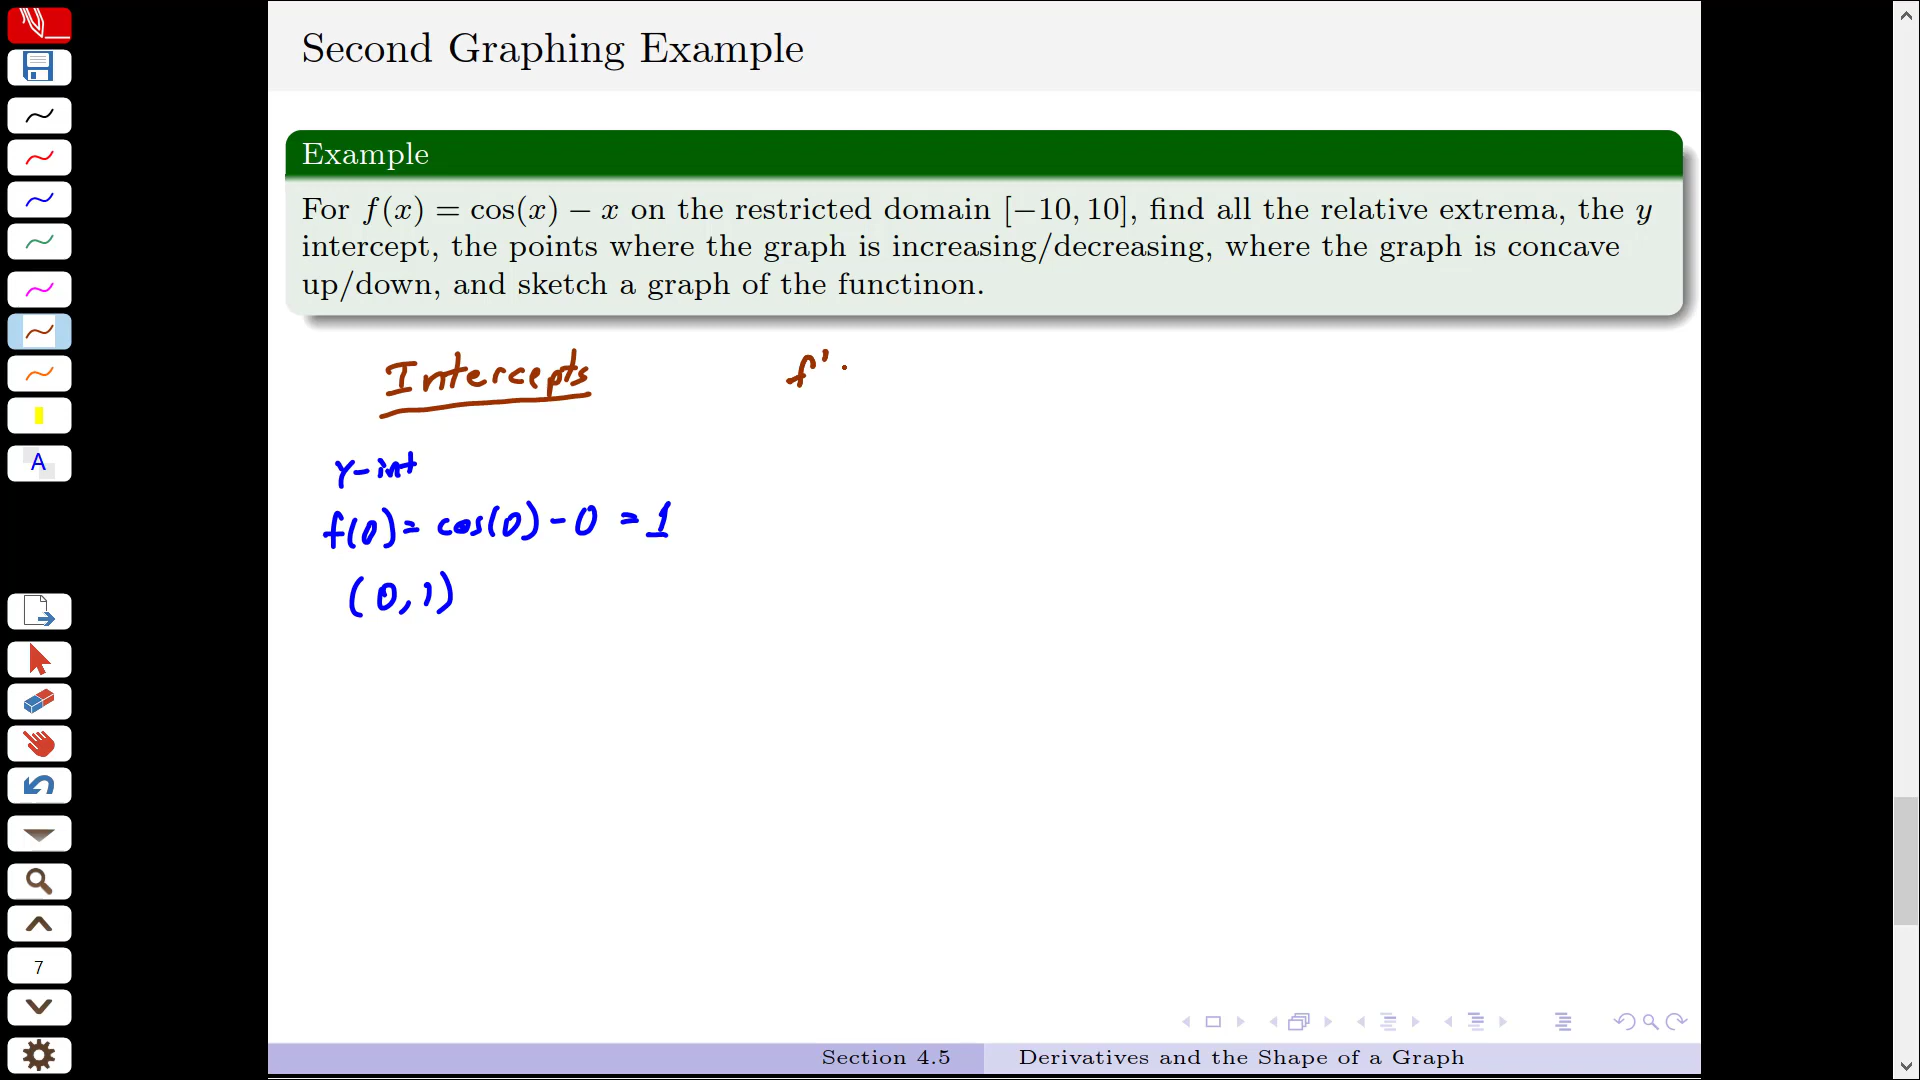 Second Graphing Example
Example
For f(x) = cos(x) − x on the restricted domain [−10, 10], find all the relative extrema, the y
intercept, the points where the graph is increasing/decreasing, where the graph is concave
up/down, and sketch a graph of the functinon.
Intercepts
f'
y-int
f(0) = cos(0) - 0 = 1
(0,1)
A
7
Section 4.5
Derivatives and the Shape of a Graph